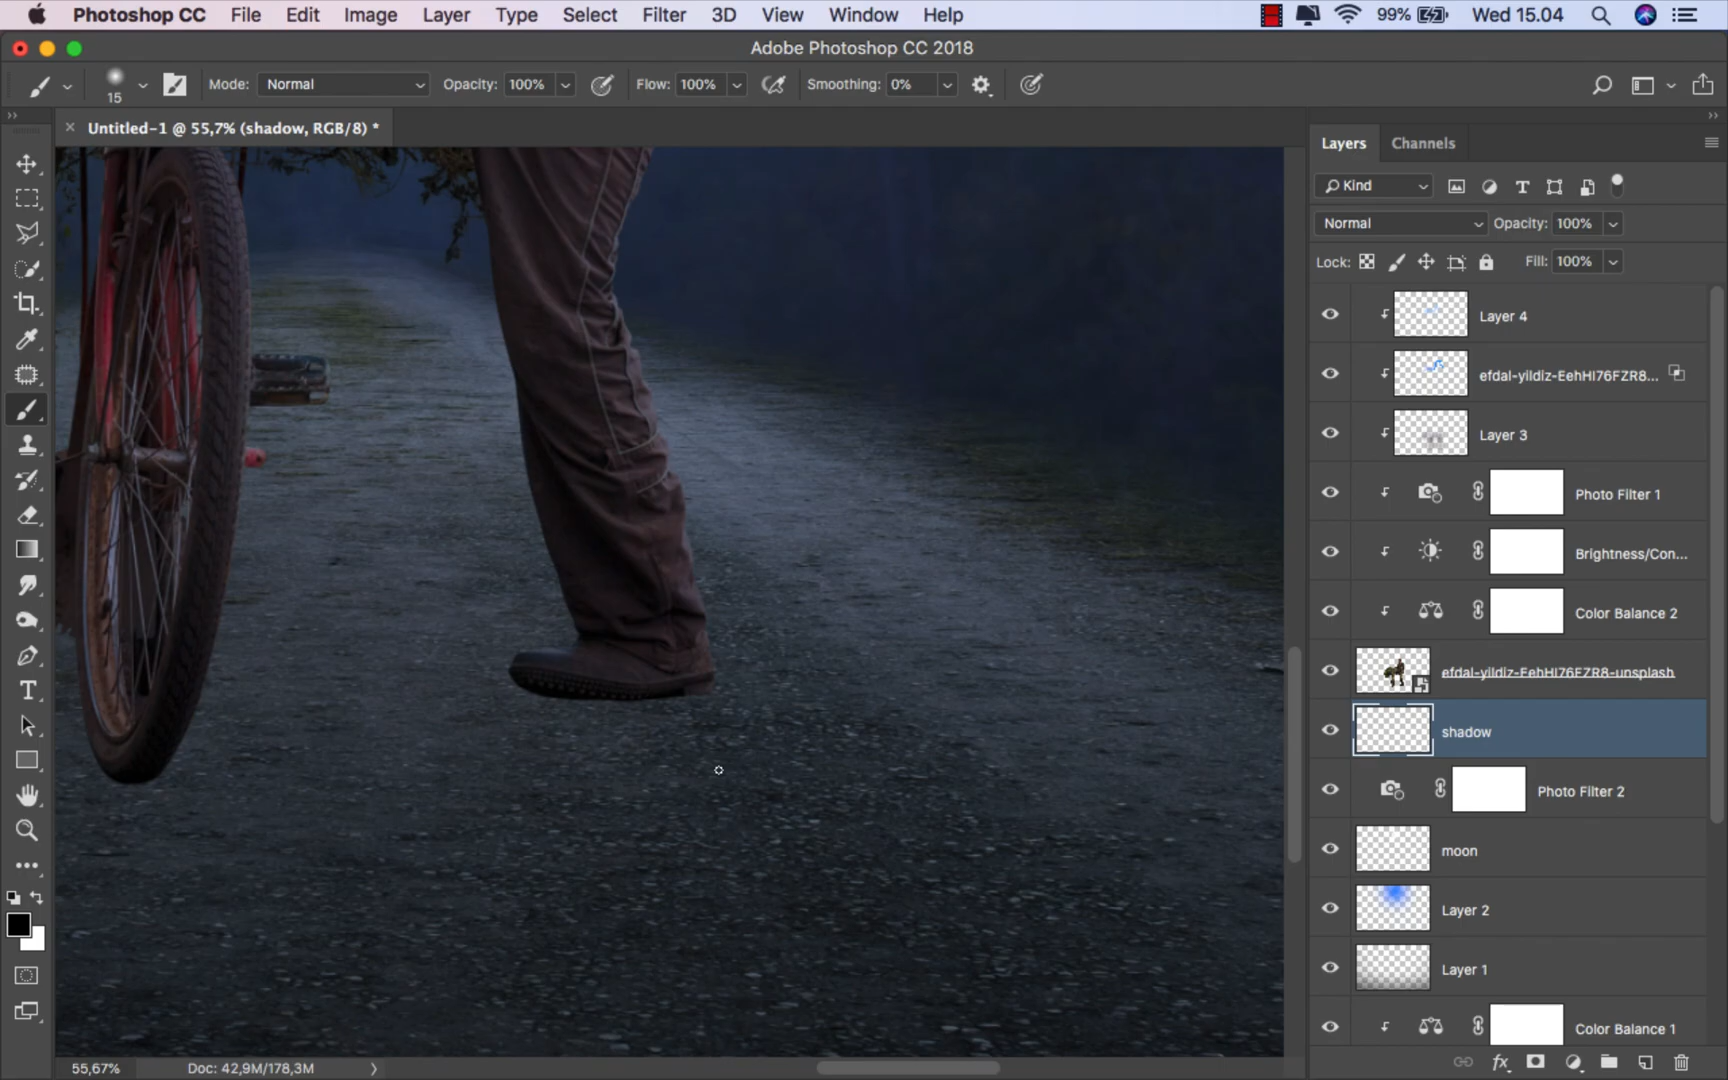 Photoshop CC File Edit Image Layer Type Select Filter 3D View Window Help 99% Wed 15.04
Adobe Photoshop CC 2018
15 Mode: Normal Opacity: 100% Flow: 100% Smoothing: 0%
Untitled-1 @ 55,7% (shadow, RGB/8) *
Layers Channels
Kind
Normal Opacity: 100%
Lock: Fill: 100%
Layer 4
efdal-yildiz-EehHI76FZR8...
Layer 3
Photo Filter 1
Brightness/Con...
Color Balance 2
efdal-yildiz-EehHI76FZR8-unsplash
shadow
Photo Filter 2
moon
Layer 2
Layer 1
Color Balance 1
55,67% Doc: 42,9M/178,3M